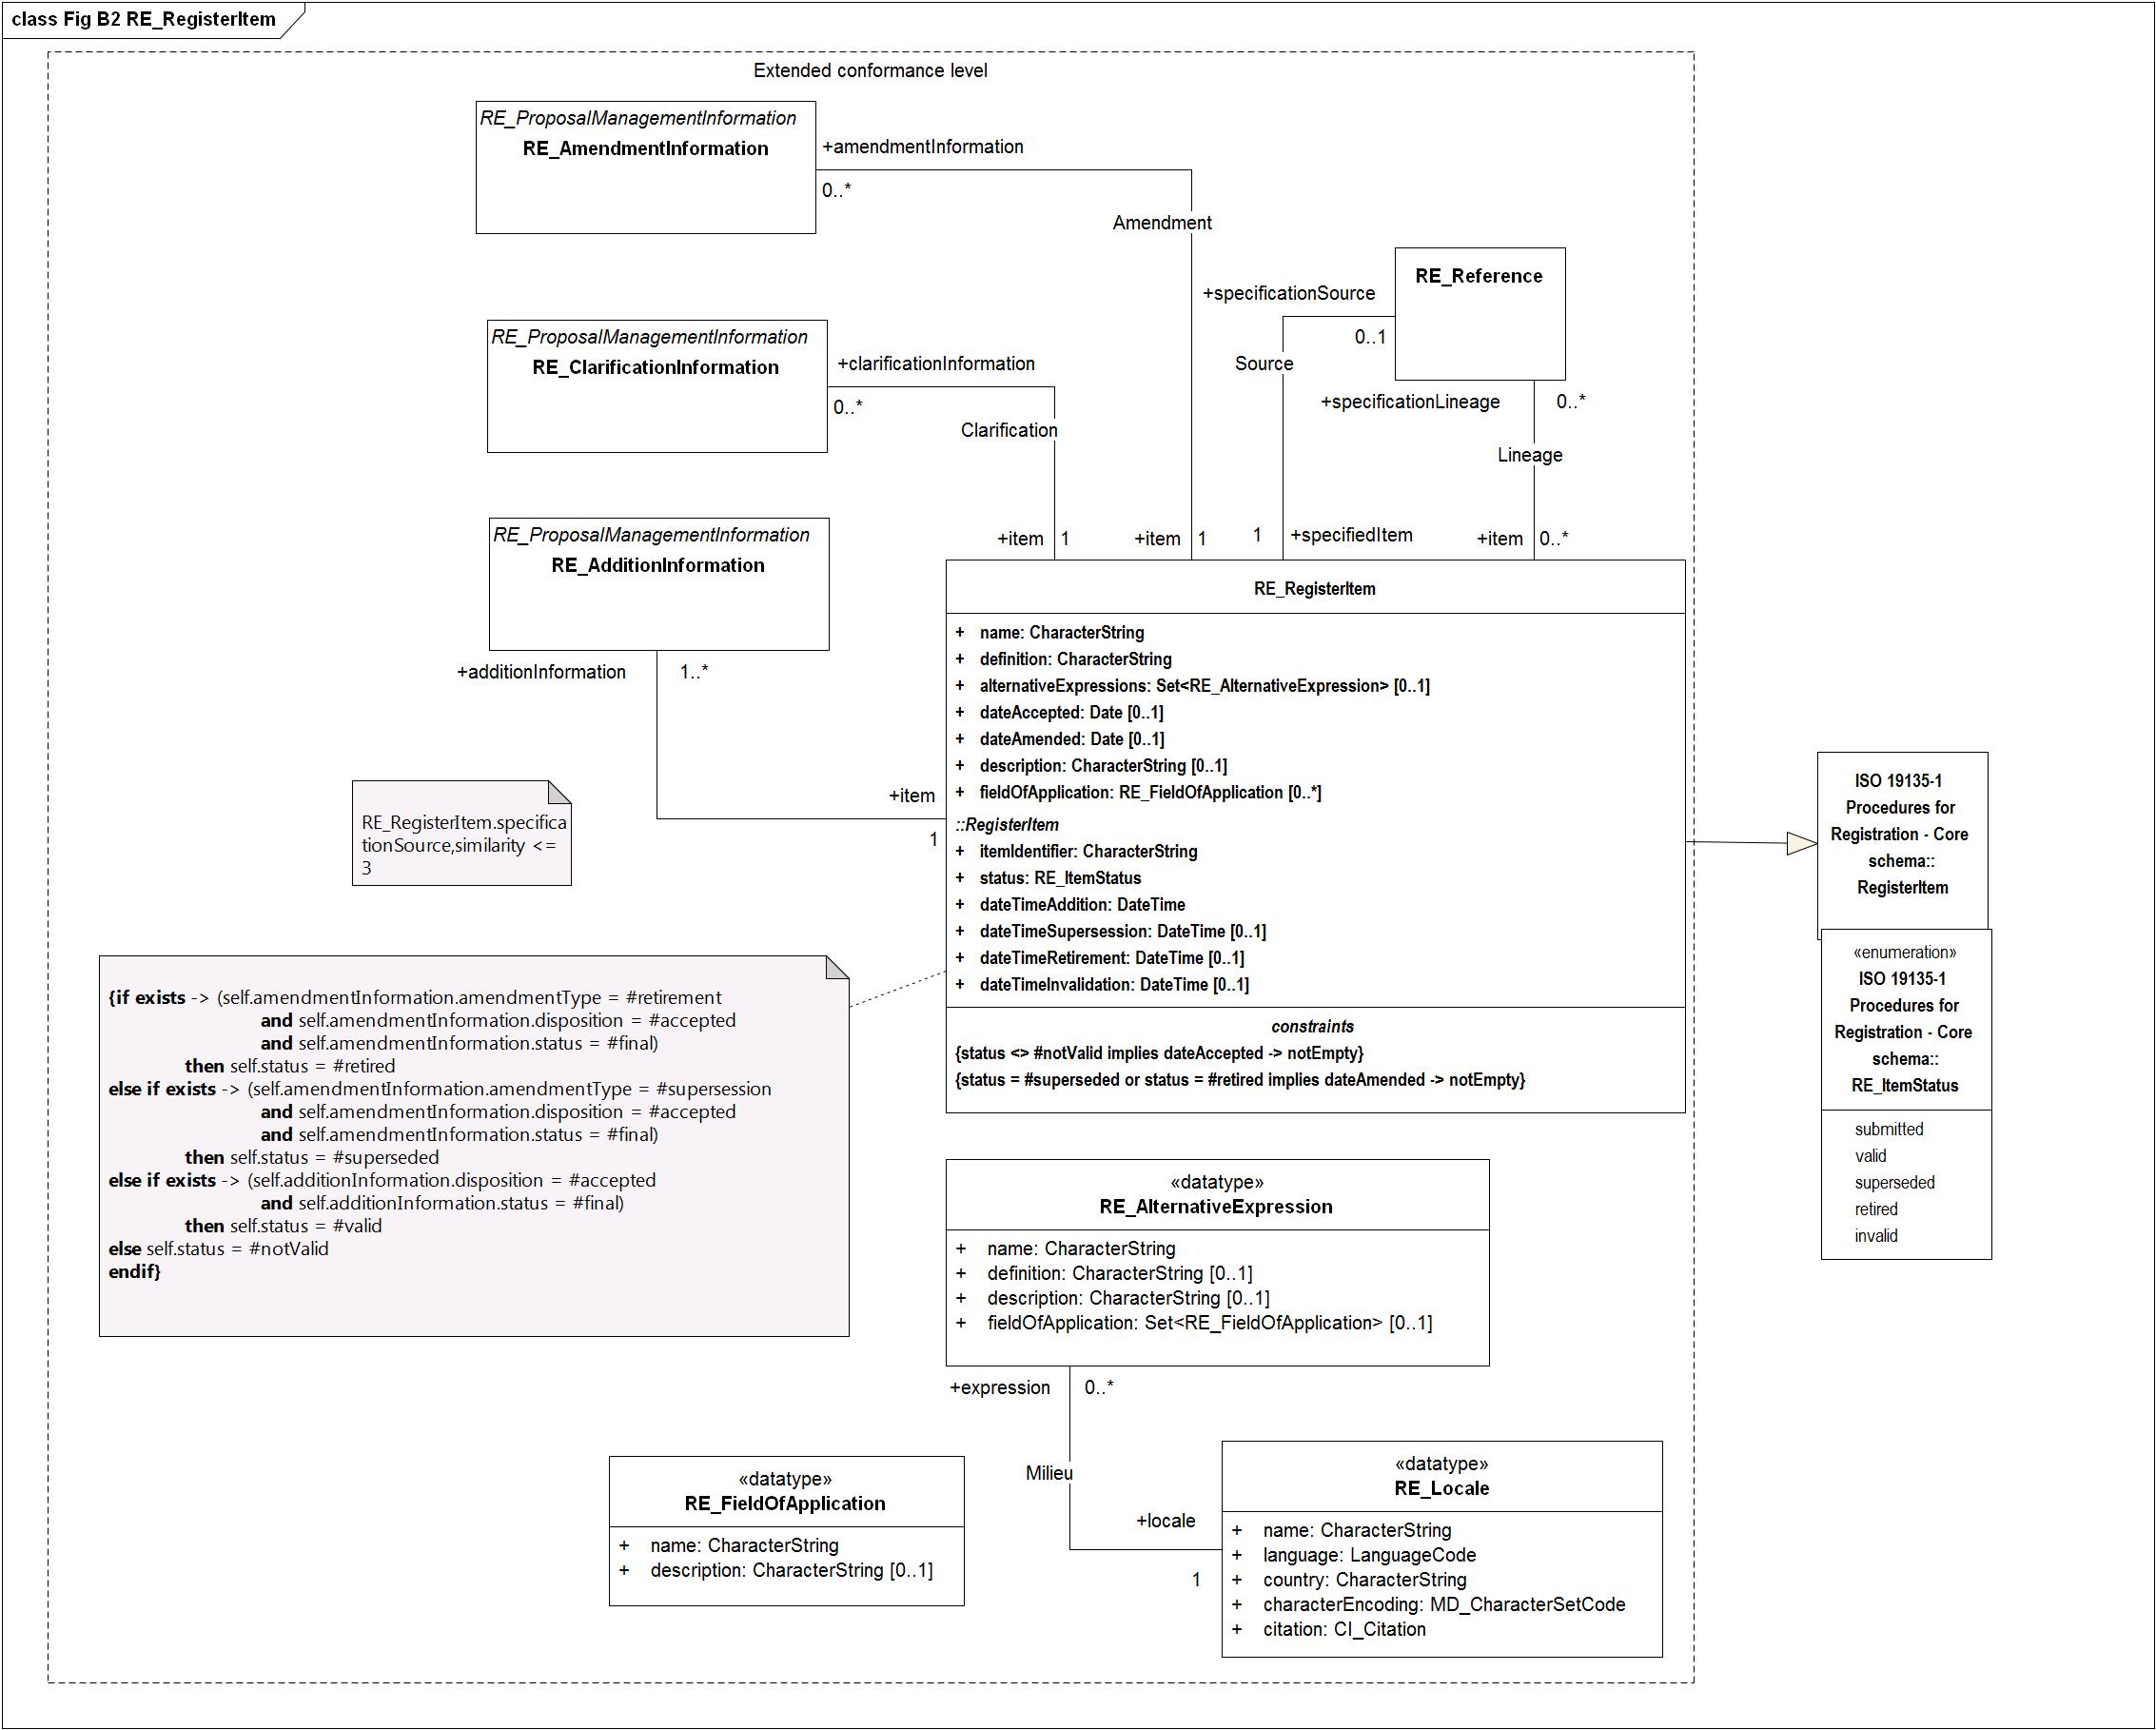 class Fig B2 RE_RegisterItem
Extended conformance level
RE_ProposalManagementInformation
RE_AmendmentInformation
+amendmentInformation
0..*
Amendment
RE_Reference
+specificationSource
0..1
Source
RE_ProposalManagementInformation
RE_ClarificationInformation
+clarificationInformation
0..*
Clarification
+specificationLineage
0..*
Lineage
RE_ProposalManagementInformation
RE_AdditionInformation
+additionInformation
1..*
+item
1
+item
1
1
+specifiedItem
+item
0..*
RE_RegisterItem
+ name: CharacterString
+ definition: CharacterString
+ alternativeExpressions: Set<RE_AlternativeExpression> [0..1]
+ dateAccepted: Date [0..1]
+ dateAmended: Date [0..1]
+ description: CharacterString [0..1]
+ fieldOfApplication: RE_FieldOfApplication [0..*]
::RegisterItem
+ itemIdentifier: CharacterString
+ status: RE_ItemStatus
+ dateTimeAddition: DateTime
+ dateTimeSupersession: DateTime [0..1]
+ dateTimeRetirement: DateTime [0..1]
+ dateTimeInvalidation: DateTime [0..1]
constraints
{status <> #notValid implies dateAccepted -> notEmpty}
{status = #superseded or status = #retired implies dateAmended -> notEmpty}
+item
1
RE_RegisterItem.specifica
tionSource,similarity <=
3
ISO 19135-1
Procedures for
Registration - Core
schema::
RegisterItem
«enumeration»
ISO 19135-1
Procedures for
Registration - Core
schema::
RE_ItemStatus
submitted
valid
superseded
retired
invalid
{if exists -> (self.amendmentInformation.amendmentType = #retirement
and self.amendmentInformation.disposition = #accepted
and self.amendmentInformation.status = #final)
then self.status = #retired
else if exists -> (self.amendmentInformation.amendmentType = #supersession
and self.amendmentInformation.disposition = #accepted
and self.amendmentInformation.status = #final)
then self.status = #superseded
else if exists -> (self.additionInformation.disposition = #accepted
and self.additionInformation.status = #final)
then self.status = #valid
else self.status = #notValid
endif}
«datatype»
RE_AlternativeExpression
+ name: CharacterString
+ definition: CharacterString [0..1]
+ description: CharacterString [0..1]
+ fieldOfApplication: Set<RE_FieldOfApplication> [0..1]
+expression
0..*
Milieu
+locale
1
«datatype»
RE_FieldOfApplication
+ name: CharacterString
+ description: CharacterString [0..1]
«datatype»
RE_Locale
+ name: CharacterString
+ language: LanguageCode
+ country: CharacterString
+ characterEncoding: MD_CharacterSetCode
+ citation: CI_Citation